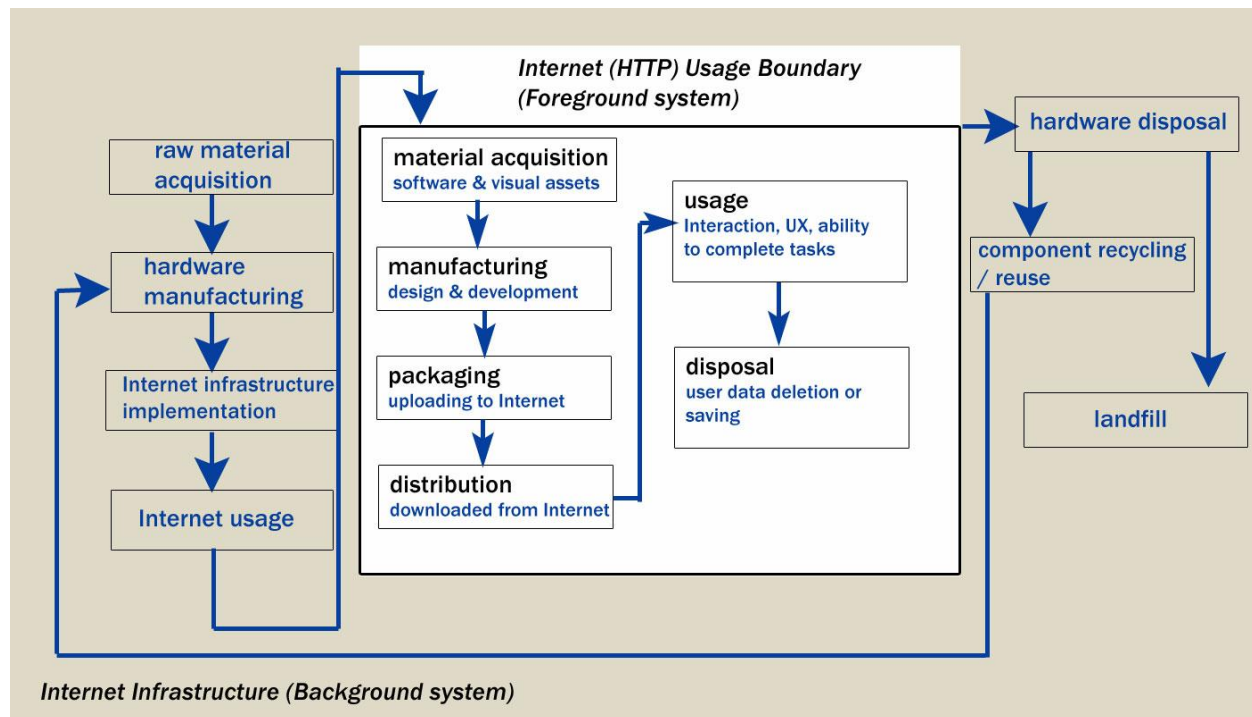 Internet (HTTP) Usage Boundary
(Foreground system)
raw material
acquisition
hardware
manufacturing
Internet infrastructure
implementation
Internet usage
material acquisition
software & visual assets
manufacturing
design & development
packaging
uploading to Internet
distribution
downloaded from Internet
usage
Interaction, UX, ability
to complete tasks
disposal
user data deletion or
saving
hardware disposal
component recycling
/ reuse
landfill
Internet Infrastructure (Background system)